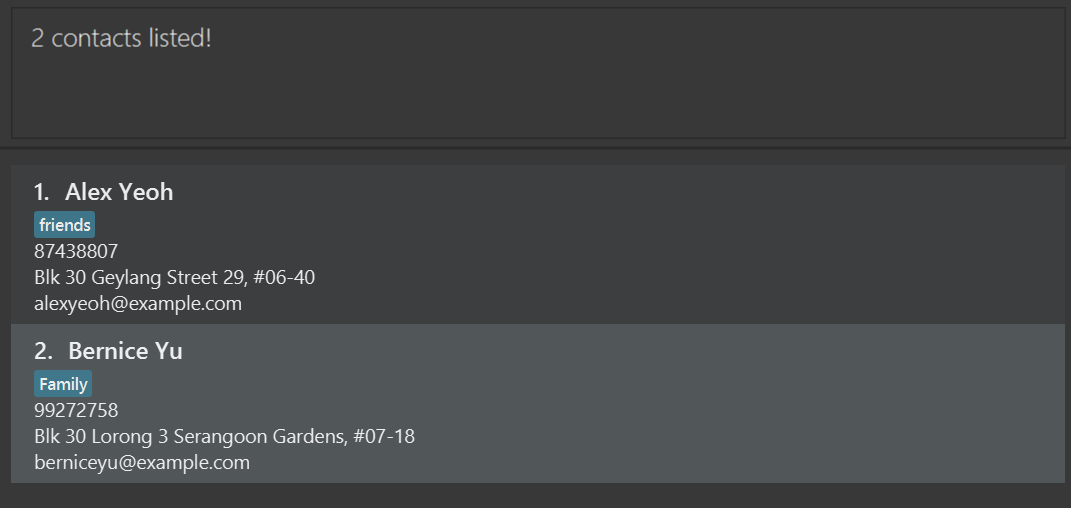 2 contacts listed!
1. Alex Yeoh
friends
87438807
Blk 30 Geylang Street 29, #06-40
alexyeoh@example.com
2. Bernice Yu
Family
99272758
Blk 30 Lorong 3 Serangoon Gardens, #07-18
berniceyu@example.com